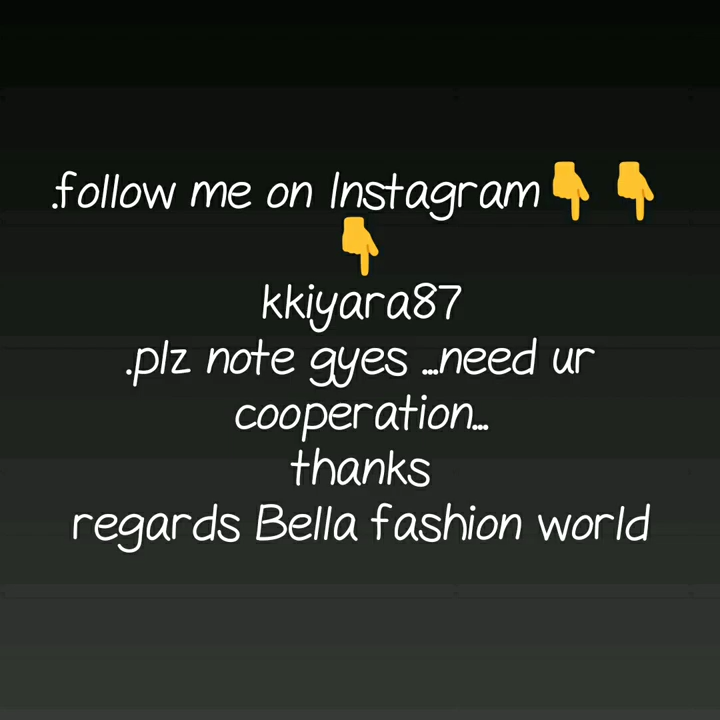 .follow me on Instagram👇 👇
👇
kkiyara87
.plz note gyes ...need ur
cooperation...
thanks
regards Bella fashion world